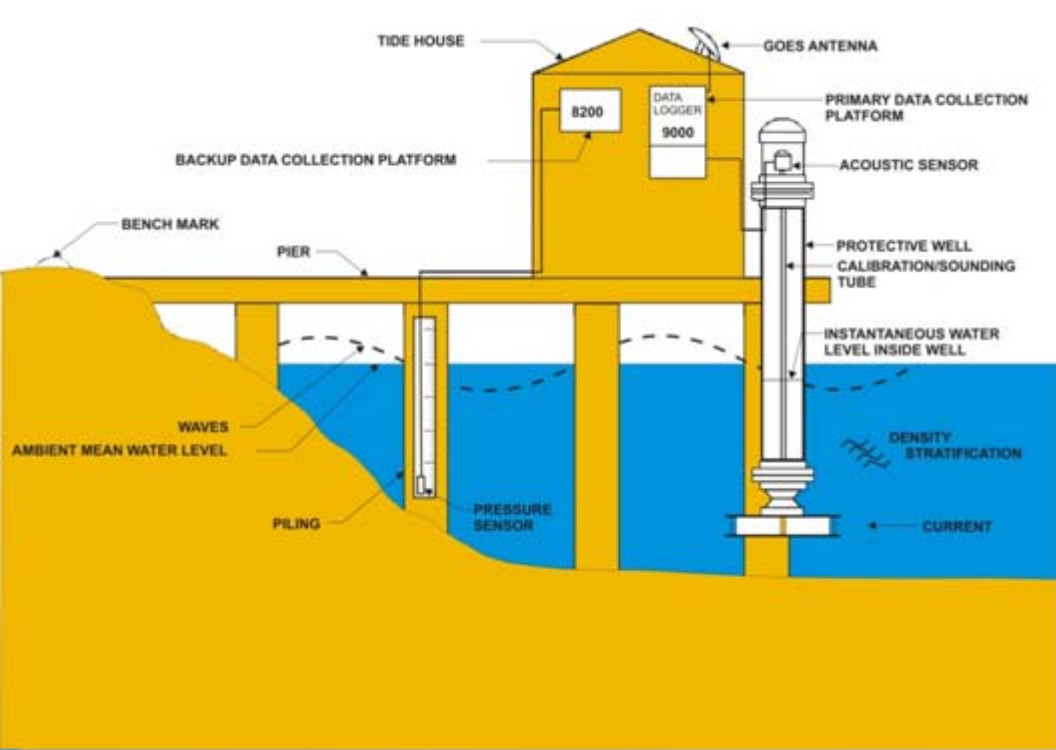 TIDE HOUSE
GOES ANTENNA
8200
DATA
LOGGER
9000
PRIMARY DATA COLLECTION
PLATFORM
BACKUP DATA COLLECTION PLATFORM
ACOUSTIC SENSOR
BENCH MARK
PIER
PROTECTIVE WELL
CALIBRATION/SOUNDING
TUBE
INSTANTANEOUS WATER
LEVEL INSIDE WELL
WAVES
AMBIENT MEAN WATER LEVEL
DENSITY
STRATIFICATION
PILING
PRESSURE
SENSOR
CURRENT